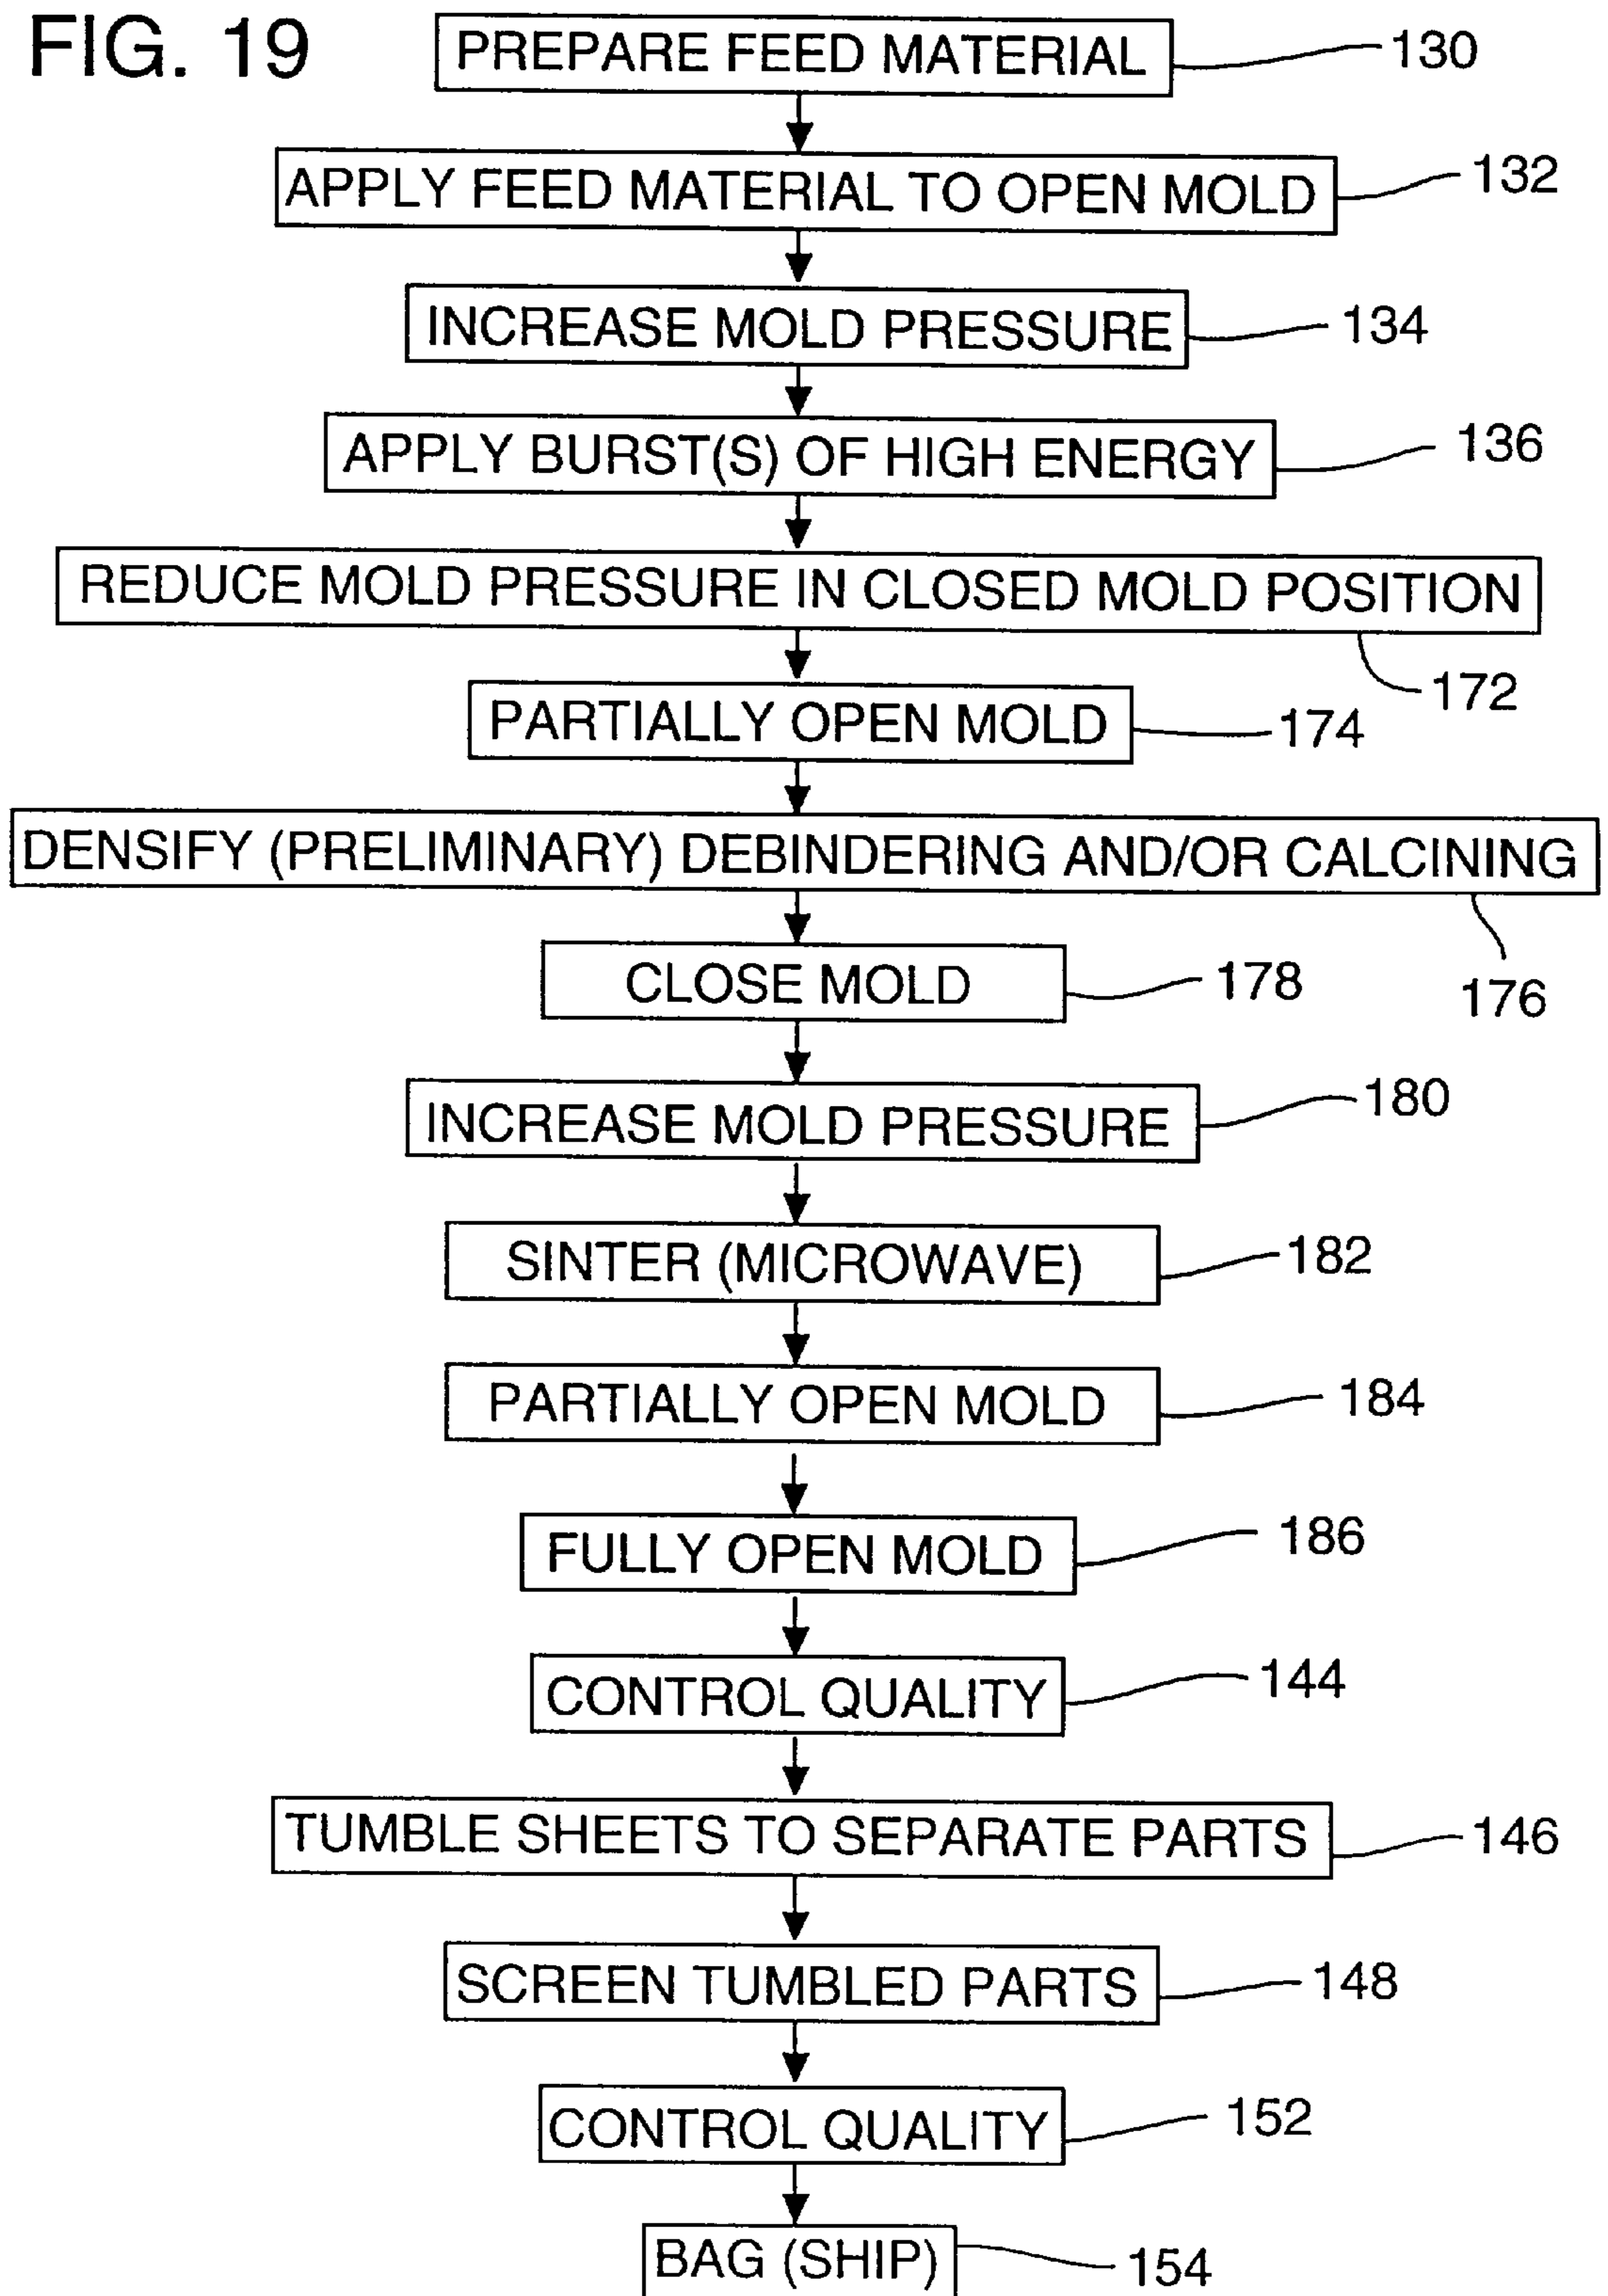 FIG. 19
PREPARE FEED MATERIAL
130
APPLY FEED MATERIAL TO OPEN MOLD
132
INCREASE MOLD PRESSURE
134
APPLY BURST(S) OF HIGH ENERGY
136
REDUCE MOLD PRESSURE IN CLOSED MOLD POSITION
172
PARTIALLY OPEN MOLD
174
DENSIFY (PRELIMINARY) DEBINDERING AND/OR CALCINING
176
CLOSE MOLD
178
INCREASE MOLD PRESSURE
180
SINTER (MICROWAVE)
182
PARTIALLY OPEN MOLD
184
FULLY OPEN MOLD
186
CONTROL QUALITY
144
TUMBLE SHEETS TO SEPARATE PARTS
146
SCREEN TUMBLED PARTS
148
CONTROL QUALITY
152
BAG (SHIP)
154